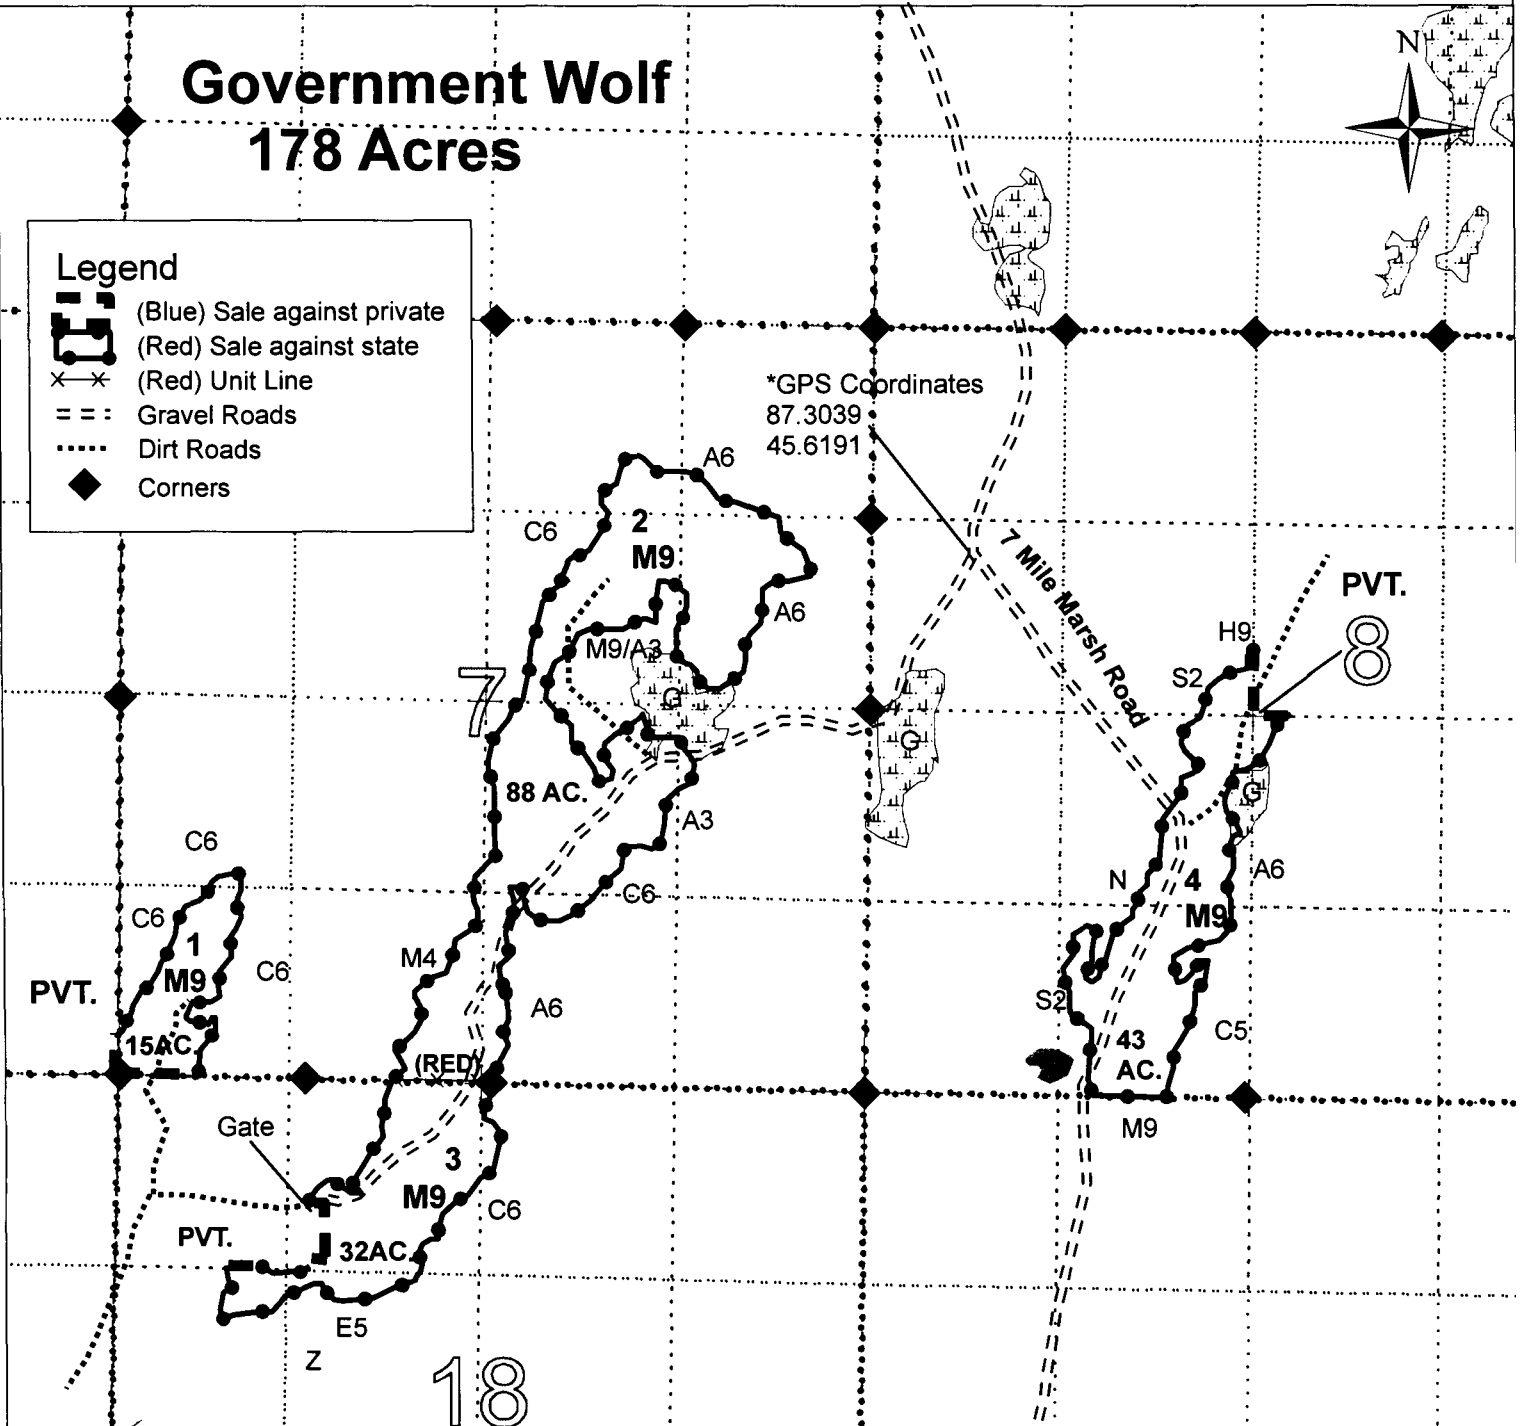 Government Wolf
178 Acres
N
Legend
(Blue) Sale against private
(Red) Sale against state
(Red) Unit Line
Gravel Roads
Dirt Roads
Corners
*GPS Coordinates
87.3039
45.6191
A6
C6
2
M9
7 Mile Marsh Road
PVT.
A6
H9
8
M9/A3
S2
7
G
G
88 AC.
G
A3
C6
A6
C6
N
4
C6
M9
1
M4
C6
M9
PVT.
S2
A6
C5
15AC.
43
AC.
(RED)
Gate
M9
3
M9
C6
PVT.
32AC.
E5
Z
18